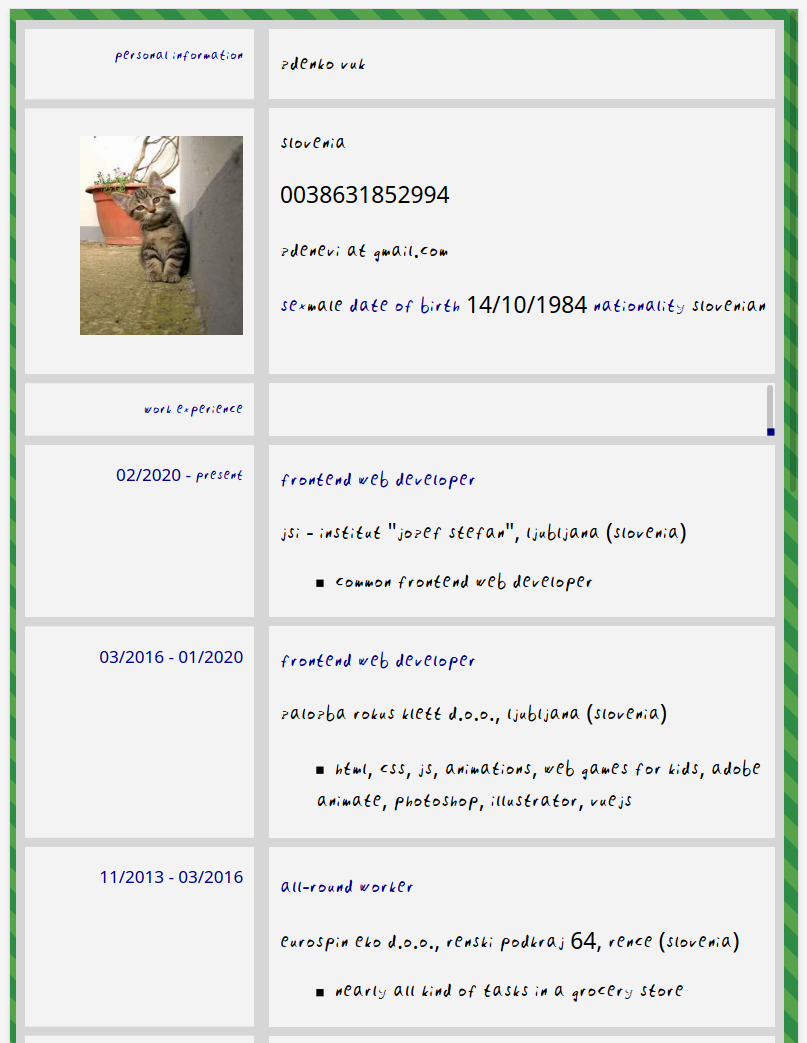 personal information
zdenko vuk
slovenia
0038631852994
zdenevi at gmail.com
sexmale date of birth 14/10/1984 nationality slovenian
work experience
02/2020 - present
frontend web developer
jsi - institut "jozef stefan", ljubljana (slovenia)
▪ common frontend web developer
03/2016 - 01/2020
frontend web developer
zalozba rokus klett d.o.o., ljubljana (slovenia)
▪ html, css, js, animations, web games for kids, adobe
animate, photoshop, illustrator, vuejs
11/2013 - 03/2016
all-round worker
eurospin eko d.o.o., renski podkraj 64, rence (slovenia)
▪ nearly all kind of tasks in a grocery store